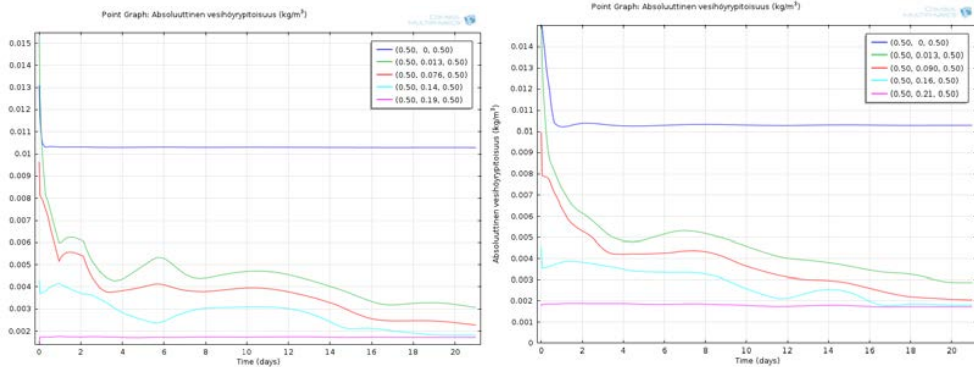 Point Graph: Absoluuttinen vesihöyrypitoisuus (kg/m³)
COMSOL
MULTIPHYSICS
0.015
0.014
0.013
0.012
0.011
0.01
0.009
0.008
0.007
0.006
0.005
0.004
0.003
0.002
(0.50, 0, 0.50)
(0.50, 0.013, 0.50)
(0.50, 0.076, 0.50)
(0.50, 0.14, 0.50)
(0.50, 0.19, 0.50)
0 2 4 6 8 10 12 14 16 18 20
Time (days)
Point Graph: Absoluuttinen vesihöyrypitoisuus (kg/m³)
COMSOL
MULTIPHYSICS
Absoluuttinen vesihöyrypitoisuus (kg/m³)
0.014
0.013
0.012
0.011
0.01
0.009
0.008
0.007
0.006
0.005
0.004
0.003
0.002
0.001
0
(0.50, 0, 0.50)
(0.50, 0.013, 0.50)
(0.50, 0.090, 0.50)
(0.50, 0.16, 0.50)
(0.50, 0.21, 0.50)
0 2 4 6 8 10 12 14 16 18 20
Time (days)